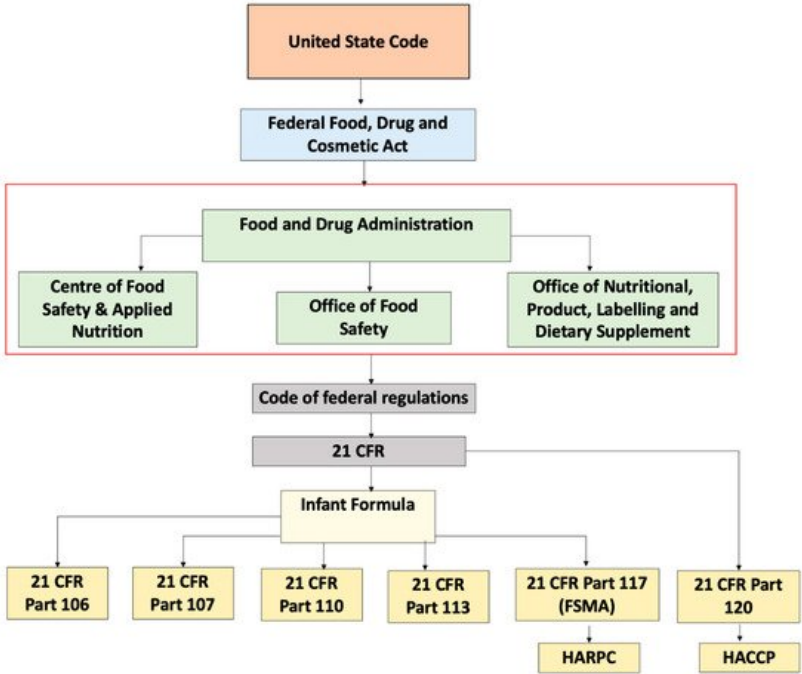 United State Code
Federal Food, Drug and
Cosmetic Act
Food and Drug Administration
Centre of Food
Safety & Applied
Nutrition
Office of Food
Safety
Office of Nutritional,
Product, Labelling and
Dietary Supplement
Code of federal regulations
21 CFR
Infant Formula
21 CFR
Part 106
21 CFR
Part 107
21 CFR
Part 110
21 CFR
Part 113
21 CFR Part 117
(FSMA)
21 CFR Part
120
HARPC
HACCP